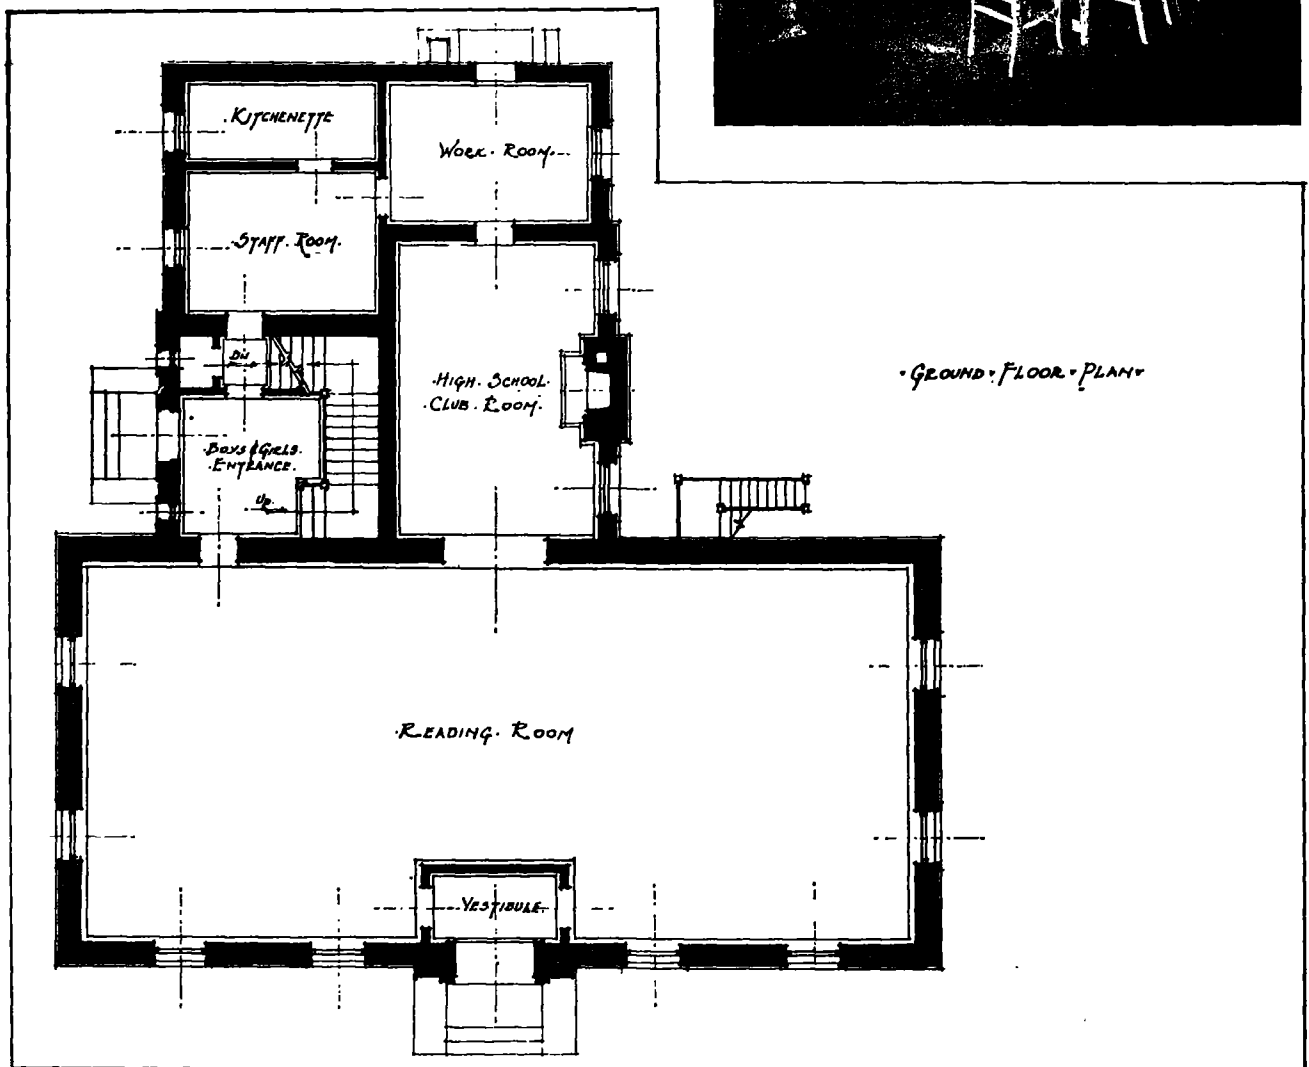 ·KITCHENETTE
WORK·ROOM·
·STAFF·ROOM·
DN
·HIGH·SCHOOL·
·CLUB·ROOM·
·GROUND·FLOOR·PLAN·
·BOYS & GIRLS·
·ENTRANCE·
UP
·READING·ROOM
·VESTIBULE·